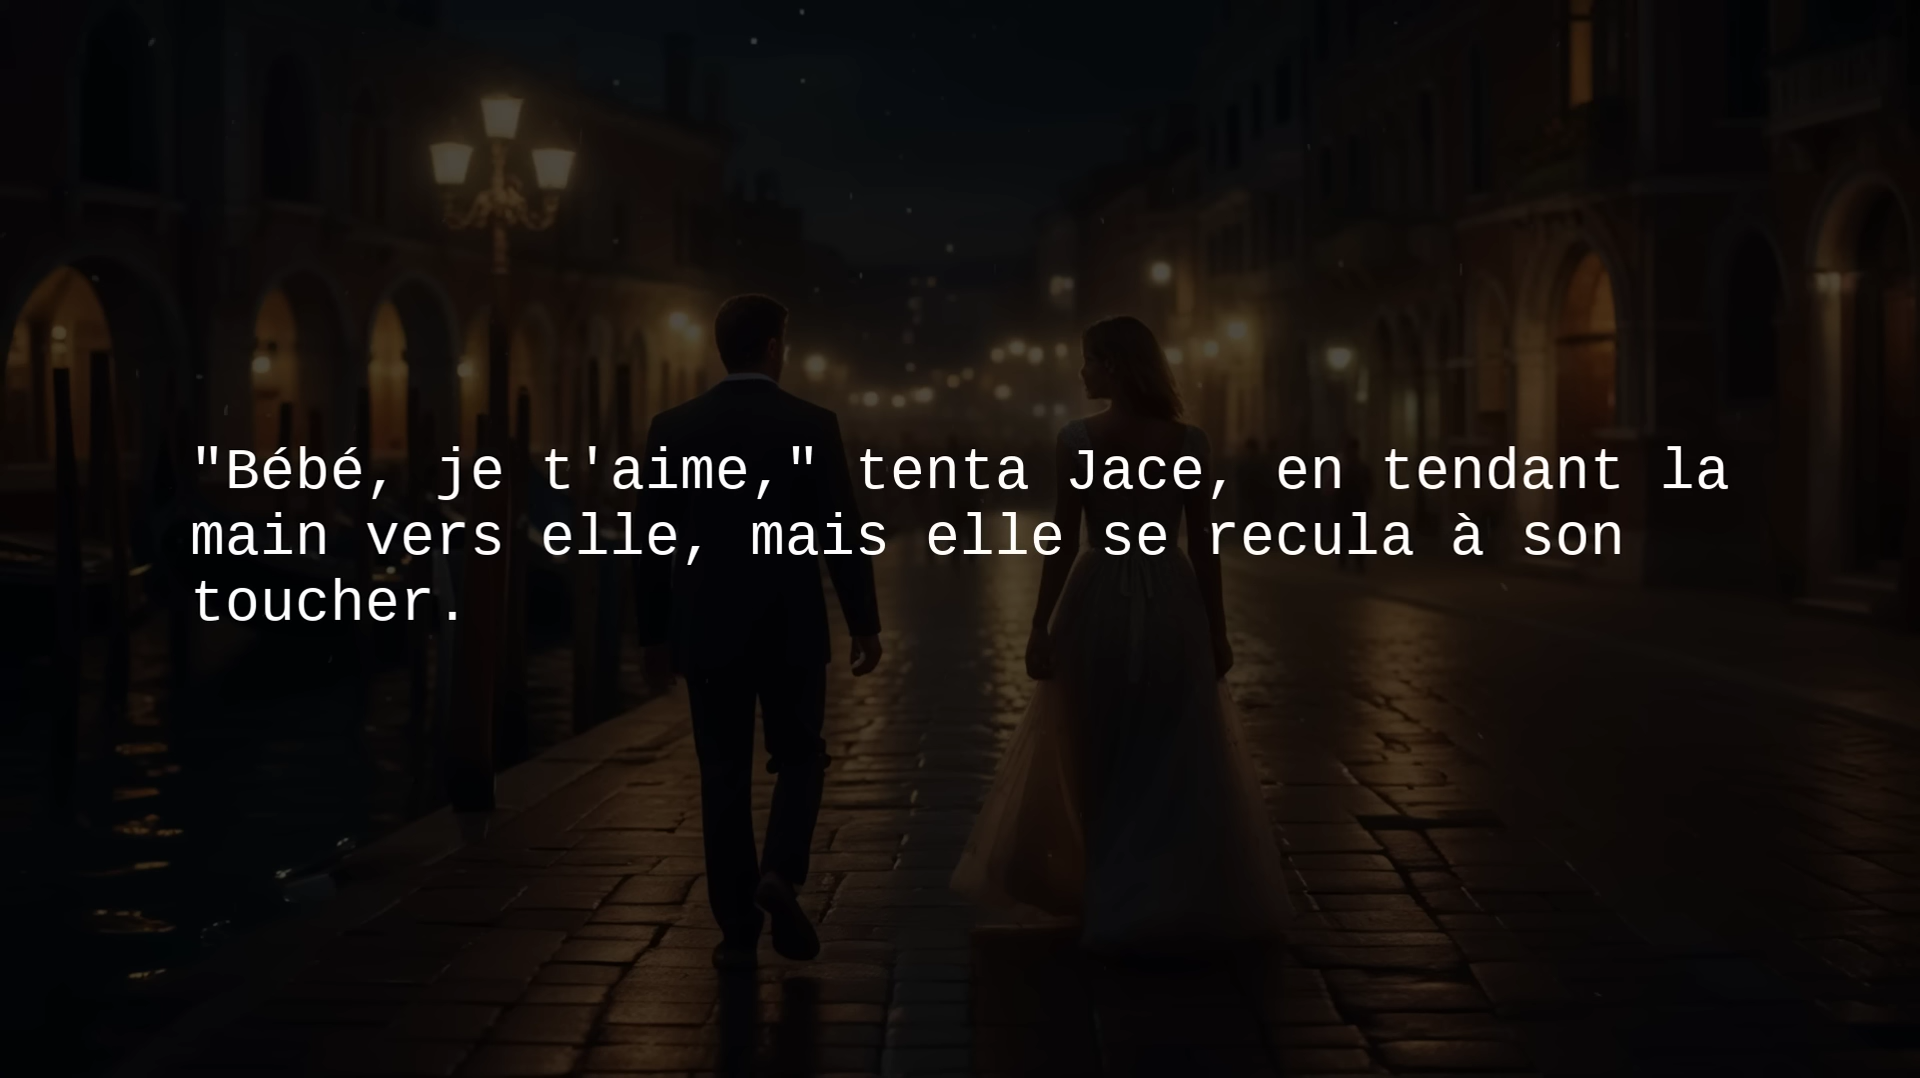 "Bébé, je t'aime," tenta Jace, en tendant la
main vers elle, mais elle se recula à son
toucher.